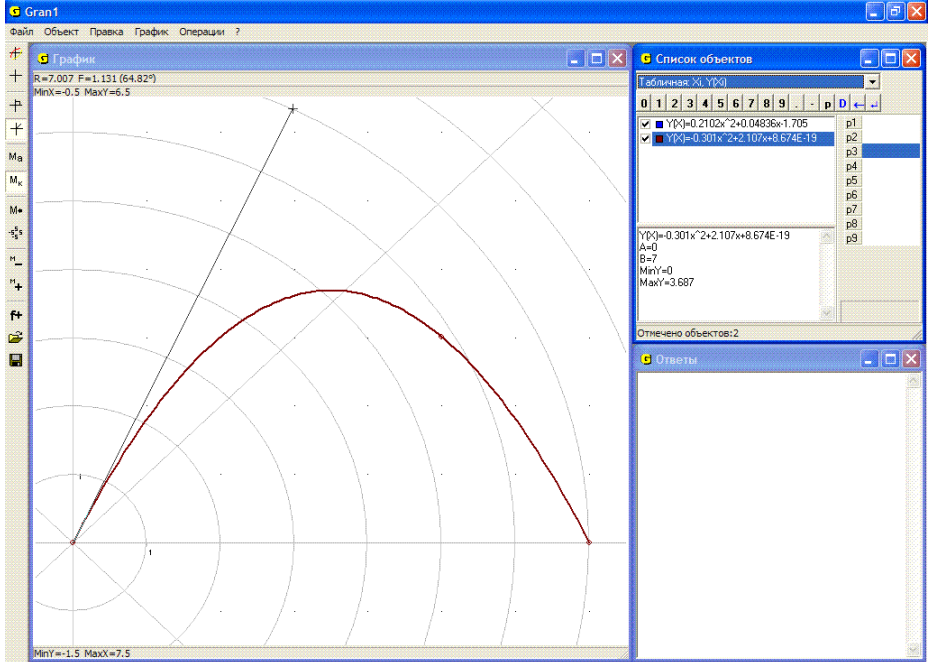 Gran1
Файл Объект Правка График Операции ?
График
R=7.007 F=1.131 (64.82°)
MinX=-0.5 MaxY=6.5
1
1
MinY=-1.5 MaxX=7.5
Ма
Мк
М
М
f+
Список объектов
Табличная: Xi, Y(Xi)
0 1 2 3 4 5 6 7 8 9 . - p D
Y(X)=0.2102x^2+0.04836x-1.705
Y(X)=-0.301x^2+2.107x+8.674E-19
p1
p2
p3
p4
p5
p6
p7
p8
p9
Y(X)=-0.301x^2+2.107x+8.674E-19
A=0
B=7
MinY=0
MaxY=3.687
Отмечено объектов:2
Ответы